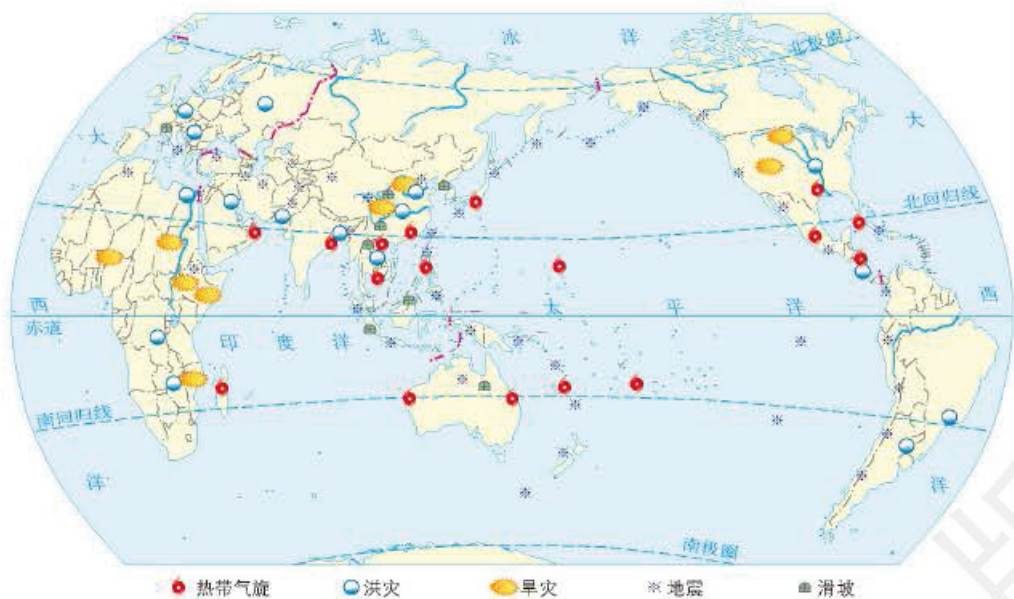 北冰洋
北极圈
大
大
北回归线
西
太平洋
西
赤道
印度洋
南回归线
洋
洋
南极圈
热带气旋
洪灾
旱灾
地震
滑坡